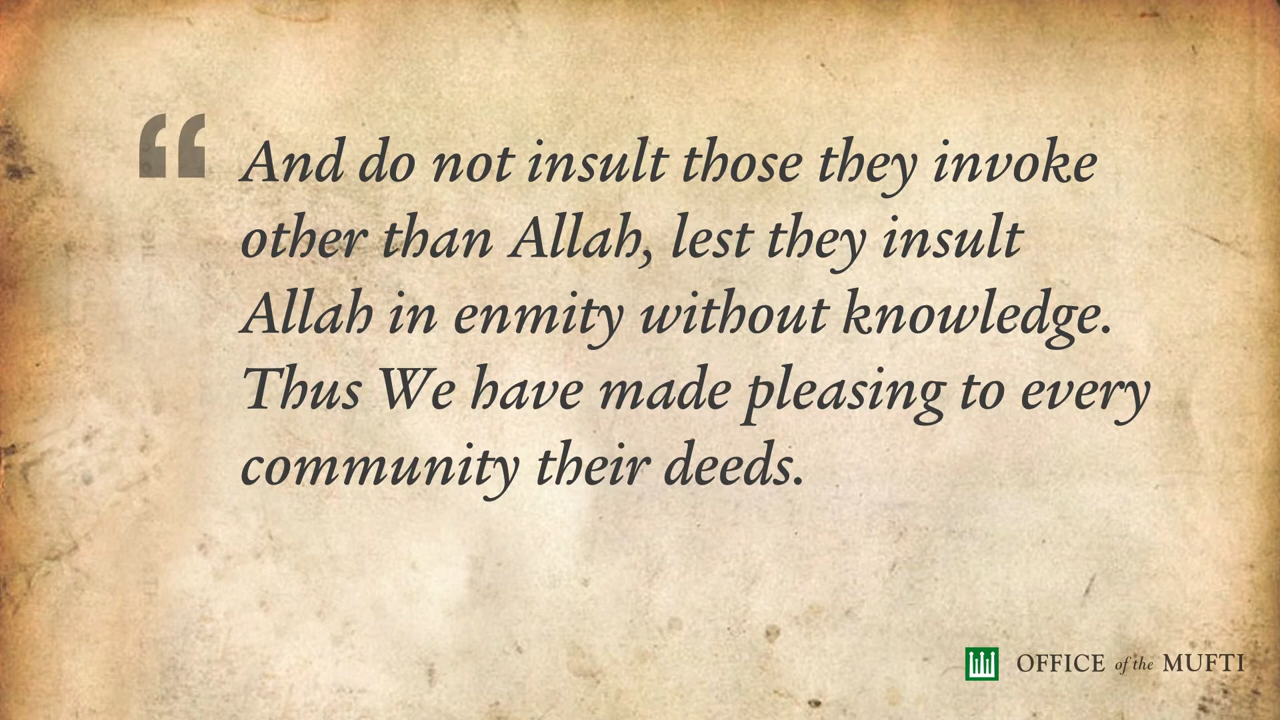 “And do not insult those they invoke
other than Allah, lest they insult
Allah in enmity without knowledge.
Thus We have made pleasing to every
community their deeds.
OFFICE of the MUFTI